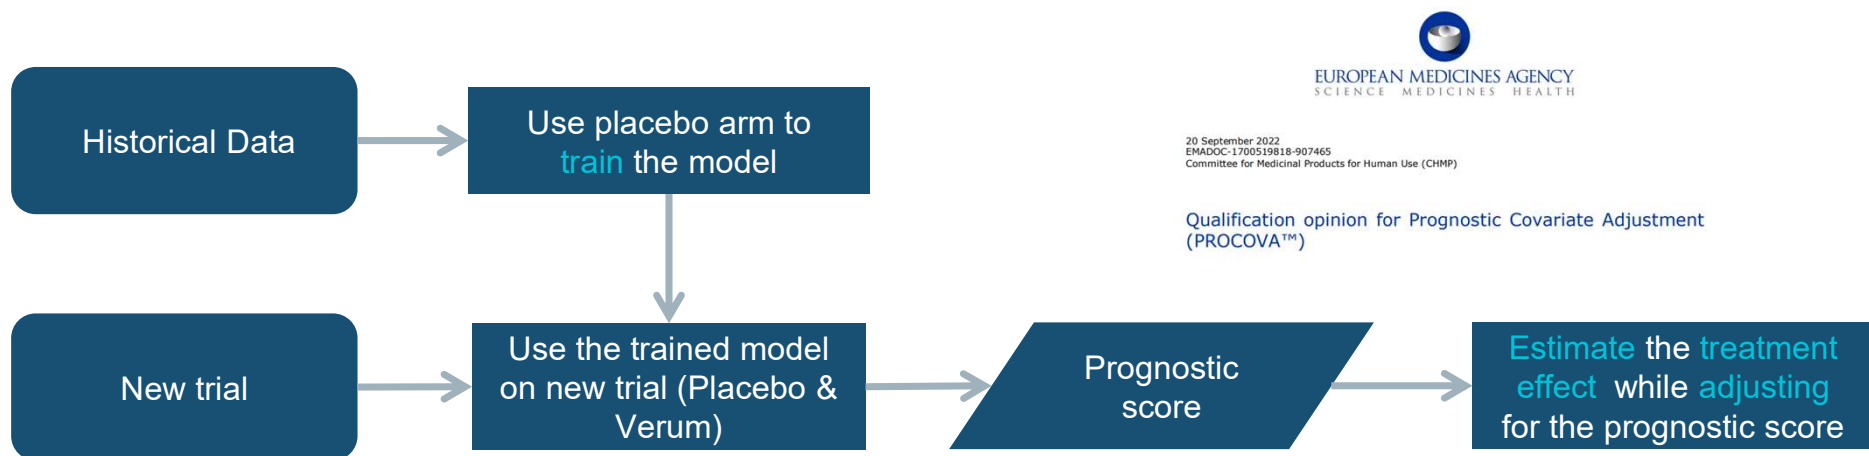 Historical Data
Use placebo arm to
train the model
EUROPEAN MEDICINES AGENCY
SCIENCE MEDICINES HEALTH
20 September 2022
EMADOC-1700519818-907465
Committee for Medicinal Products for Human Use (CHMP)
Qualification opinion for Prognostic Covariate Adjustment
(PROCOVA™)
New trial
Use the trained model
on new trial (Placebo &
Verum)
Prognostic
score
Estimate the treatment
effect while adjusting
for the prognostic score